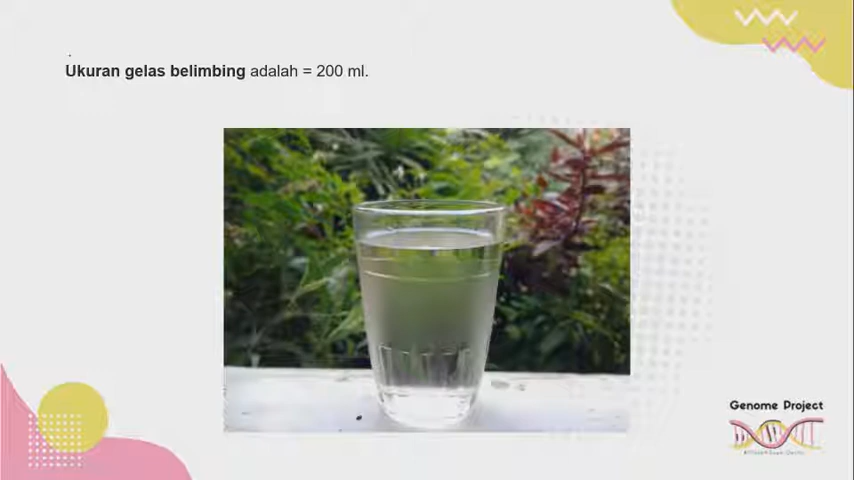 Ukuran gelas belimbing adalah = 200 ml.
Genome Project